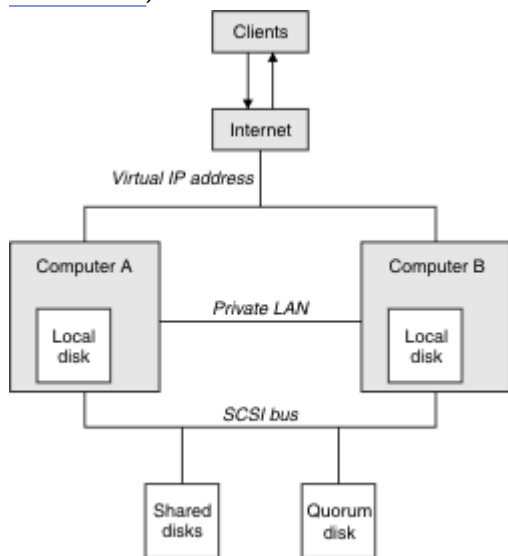 Clients
Internet
Virtual IP address
Computer A
Computer B
Private LAN
Local
disk
Local
disk
SCSI bus
Shared
disks
Quorum
disk